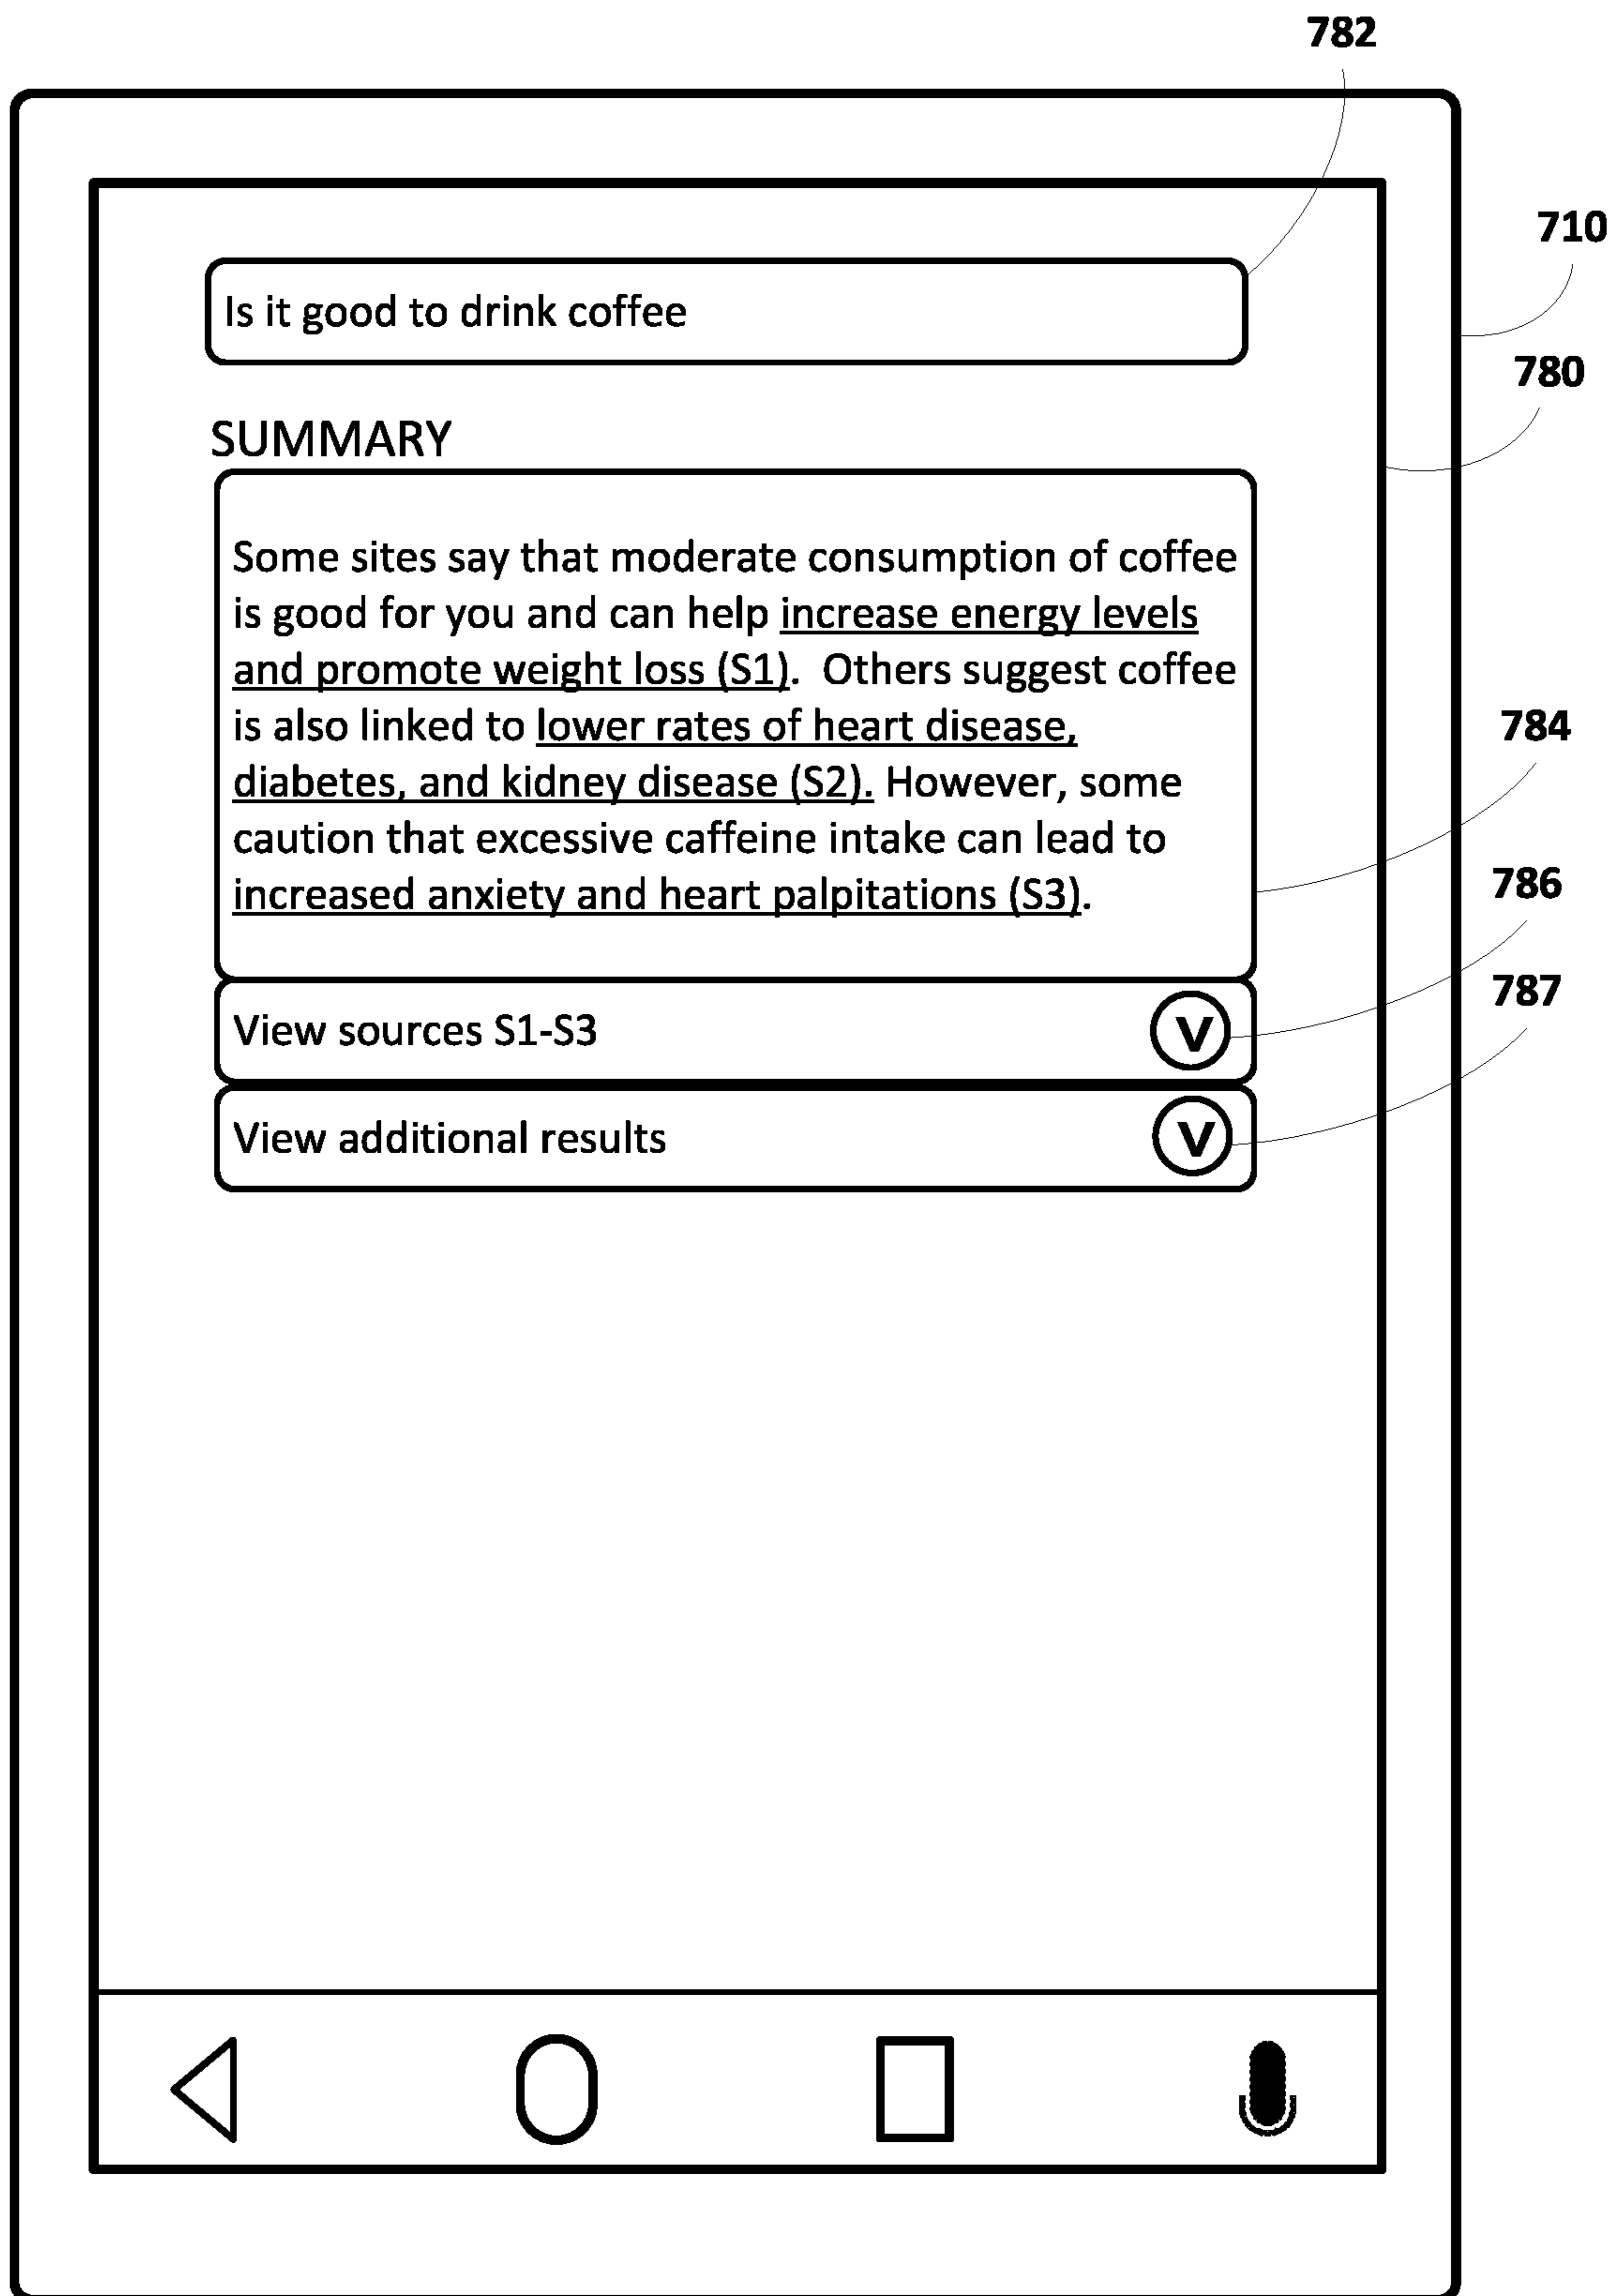 782
710
Is it good to drink coffee
780
SUMMARY
Some sites say that moderate consumption of coffee
is good for you and can help increase energy levels
and promote weight loss (S1).  Others suggest coffee
is also linked to lower rates of heart disease,
784
diabetes, and kidney disease (S2). However, some
caution that excessive caffeine intake can lead to
increased anxiety and heart palpitations (S3).
786
787
View sources S1-S3
V
View additional results
V